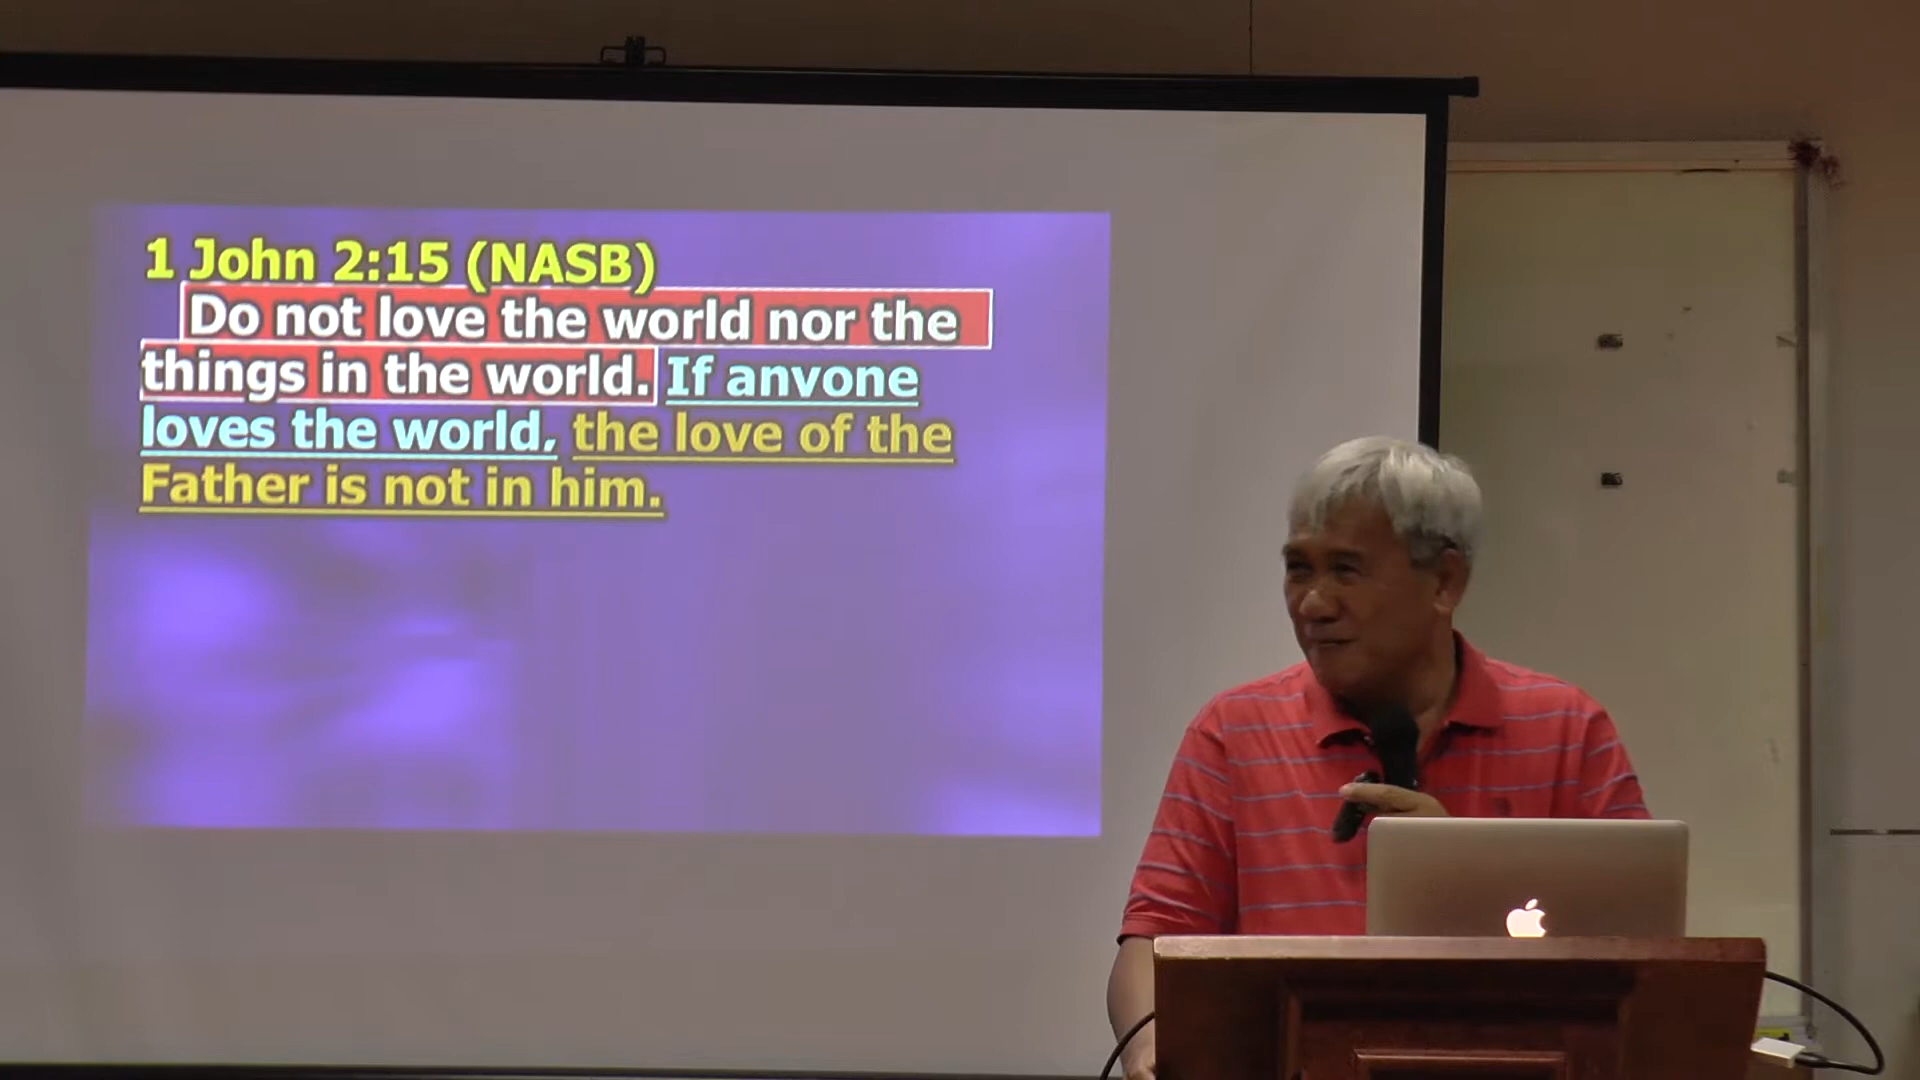 1 John 2:15 (NASB)
Do not love the world nor the
things in the world. If anyone
loves the world, the love of the
Father is not in him.